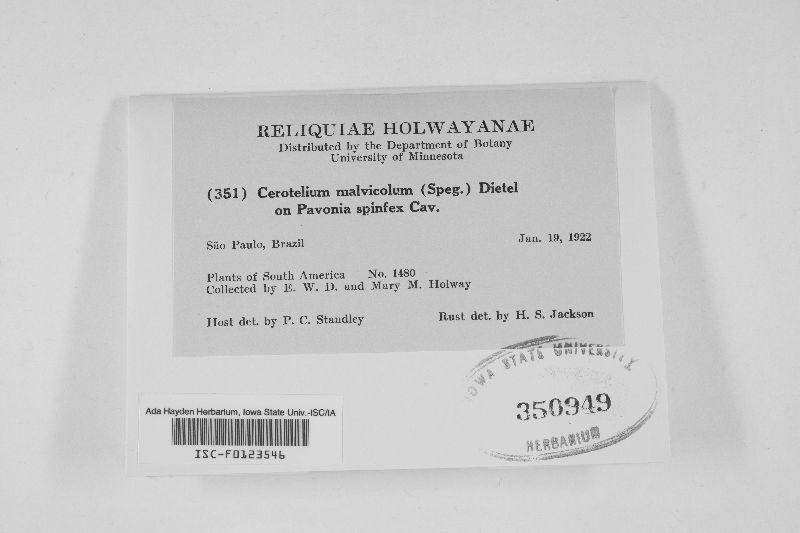 RELIQUIAE HOLWAYANAE
Distributed by the Department of Botany
University of Minnesota
(351) Cerotelium malvicolum (Speg.) Dietel
on Pavonia spinfex Cav.
São Paulo, Brazil
Jan. 19, 1922
Plants of South America No. 1480
Collected by E. W. D. and Mary M. Holway
Host det. by P. C. Standley
Rust det. by H. S. Jackson
IOWA STATE UNIVERSITY
350949
HERBARIUM
Ada Hayden Herbarium, Iowa State Univ.-ISC/IA
ISC-F0123546